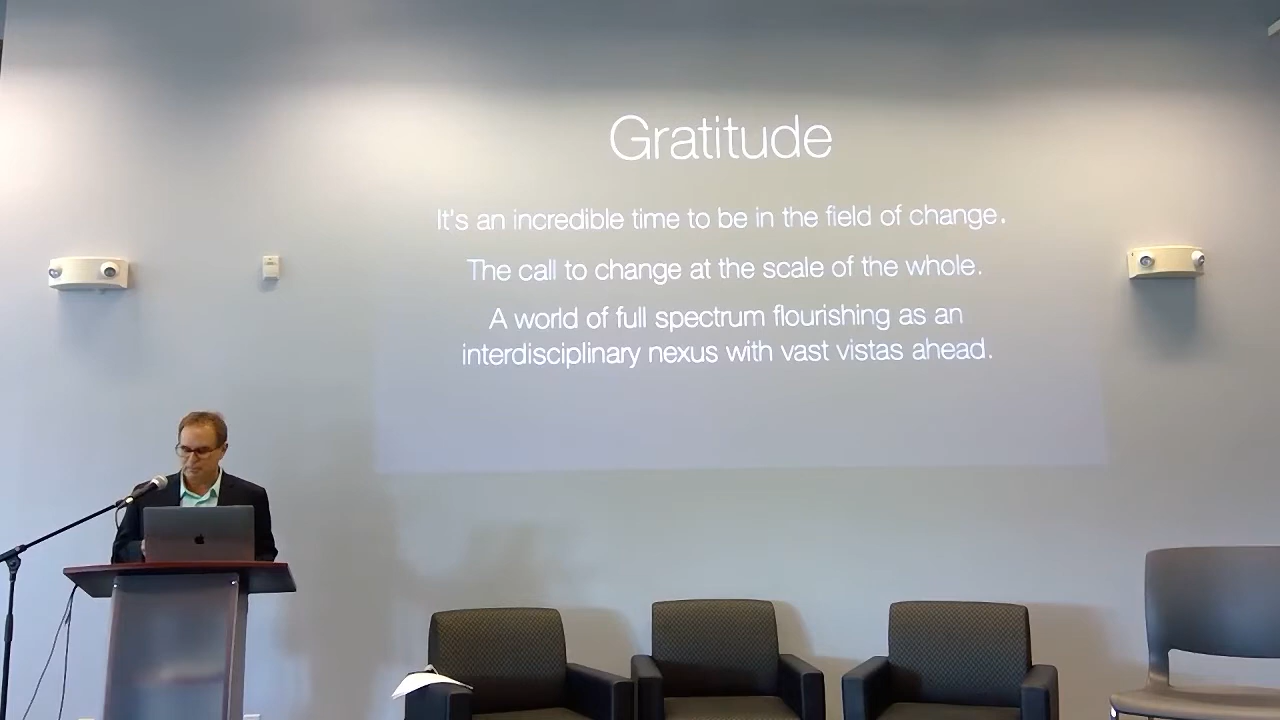 Gratitude
It's an incredible time to be in the field of change.
The call to change at the scale of the whole.
A world of full spectrum flourishing as an
interdisciplinary nexus with vast vistas ahead.